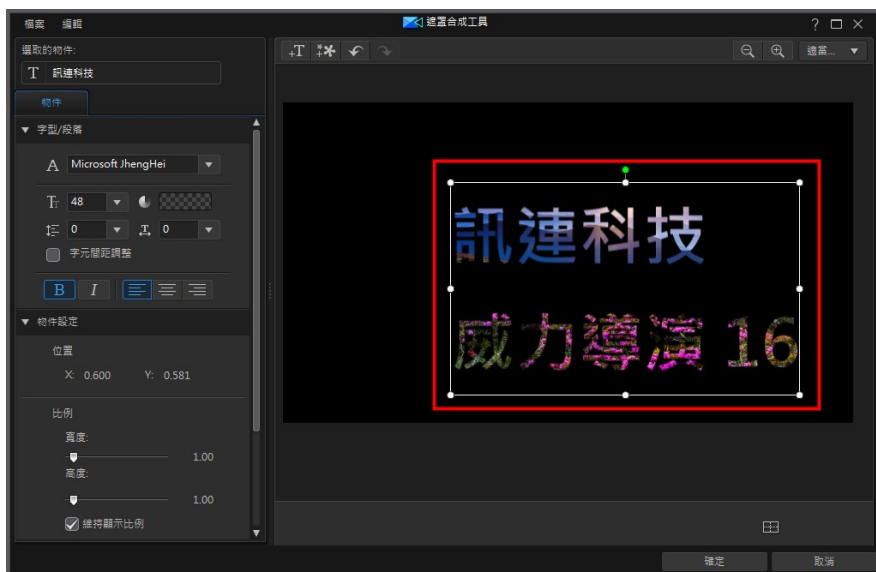 檔案 編輯
遮罩合成工具
?
選取的物件:
T 訊連科技
物件
字型/段落
A Microsoft JhengHei
48
0 0
字元間距調整
B I
物件設定
位置
X: 0.600 Y: 0.581
比例
寬度:
1.00
高度:
1.00
維持顯示比例
+T
適當...
訊連科技
威力導演 16
確定 取消